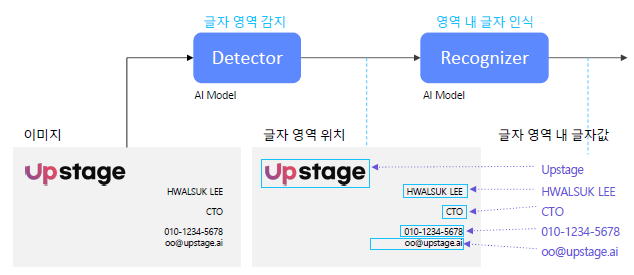 글자 영역 감지
영역 내 글자 인식
Detector
Recognizer
AI Model
AI Model
이미지
글자 영역 위치
글자 영역 내 글자값
Upstage
HWALSUK LEE
CTO
010-1234-5678
oo@upstage.ai
Upstage
HWALSUK LEE
CTO
010-1234-5678
oo@upstage.ai
Upstage
HWALSUK LEE
CTO
010-1234-5678
oo@upstage.ai